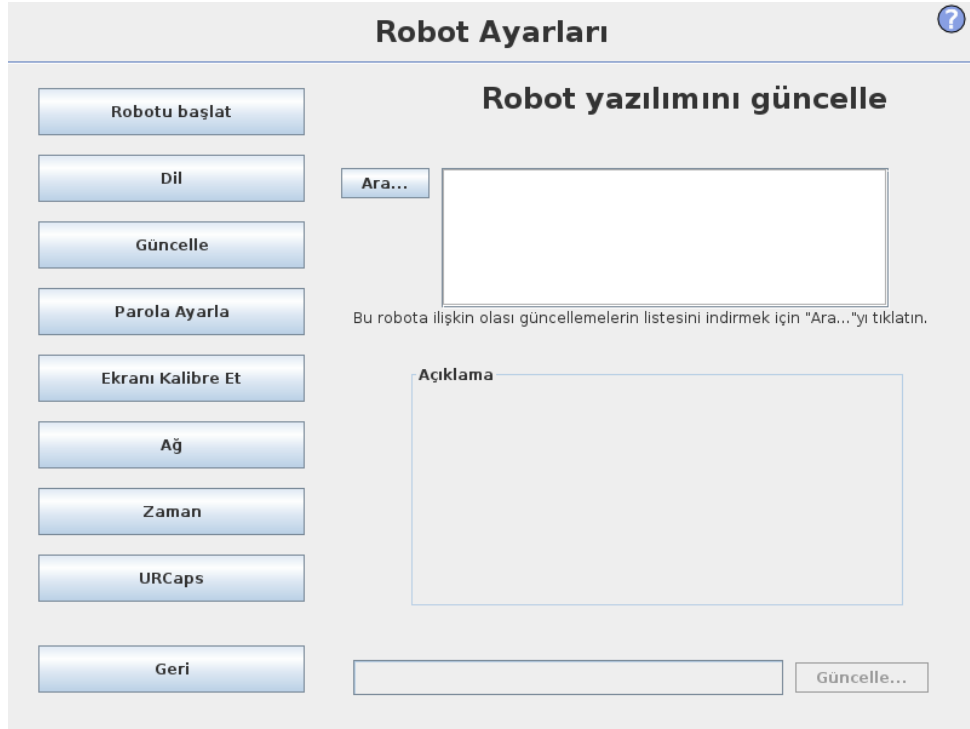 Robot Ayarları
?
Robotu başlat
Dil
Güncelle
Parola Ayarla
Ekranı Kalibre Et
Ağ
Zaman
URCaps
Geri
Robot yazılımını güncelle
Ara...
Bu robota ilişkin olası güncellemelerin listesini indirmek için "Ara..."yı tıklatın.
Açıklama
Güncelle...